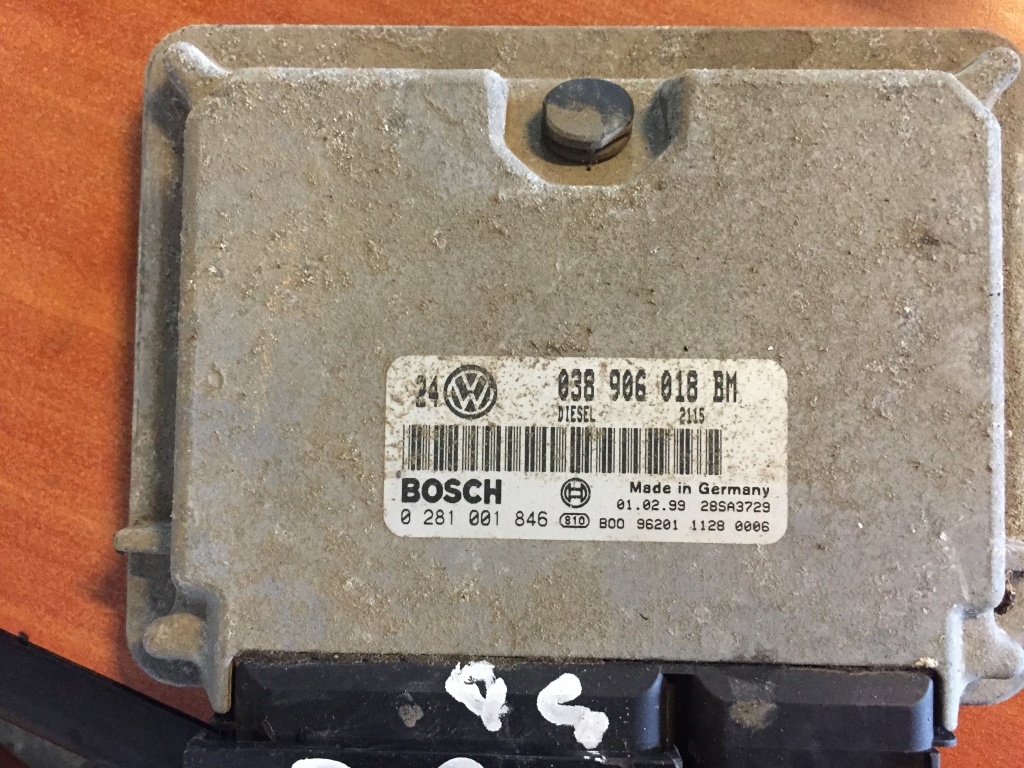 24 VW 038 906 018 BM
DIESEL 2115
BOSCH Made in Germany
01.02.99 28SA3729
0 281 001 846 810 B00 96201 1128 0006